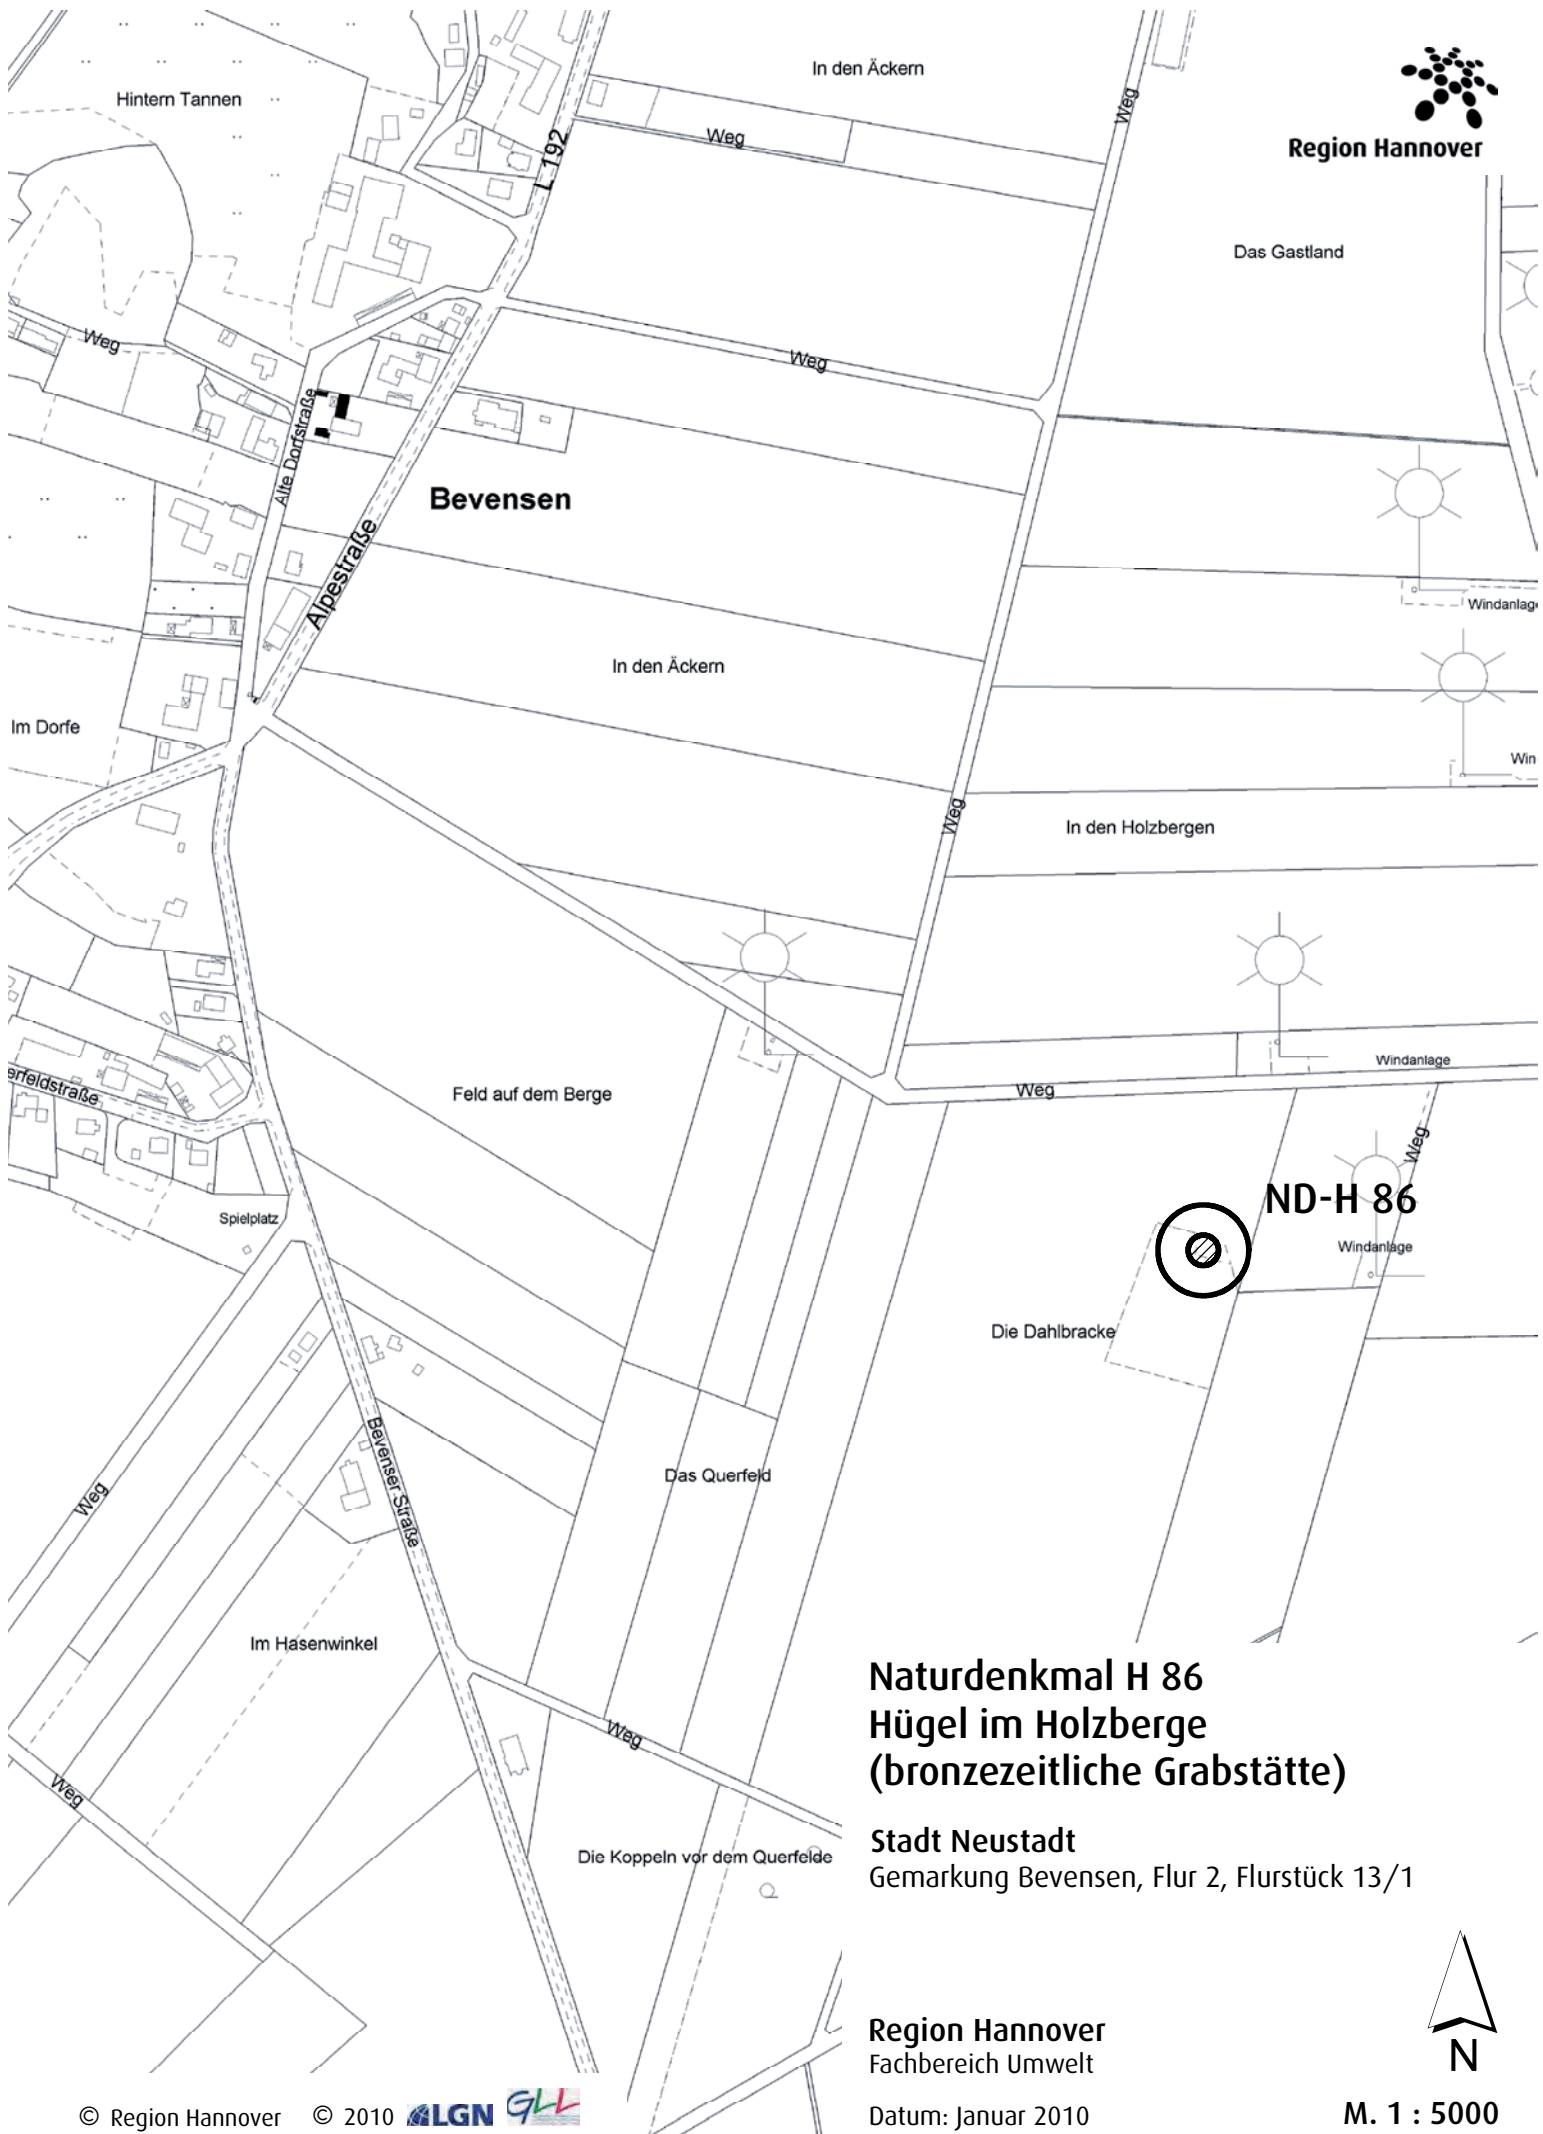 In den Äckern
Hintern Tannen
Weg
Weg
L 192
Region Hannover
Das Gastland
Weg
Weg
Alte Dorfstraße
Bevensen
Alpestraße
Windanlage
In den Äckern
Im Dorfe
Win
Weg
In den Holzbergen
Windanlage
erfeldstraße
Feld auf dem Berge
Weg
Weg
ND-H 86
Spielplatz
Windanlage
Die Dahlbracke
Bevenser Straße
Das Querfeld
Weg
Im Hasenwinkel
Weg
Weg
Die Koppeln vor dem Querfelde
Naturdenkmal H 86
Hügel im Holzberge
(bronzezeitliche Grabstätte)
Stadt Neustadt
Gemarkung Bevensen, Flur 2, Flurstück 13/1
Region Hannover
Fachbereich Umwelt
N
© Region Hannover © 2010 LGN GLL
Datum: Januar 2010
M. 1 : 5000